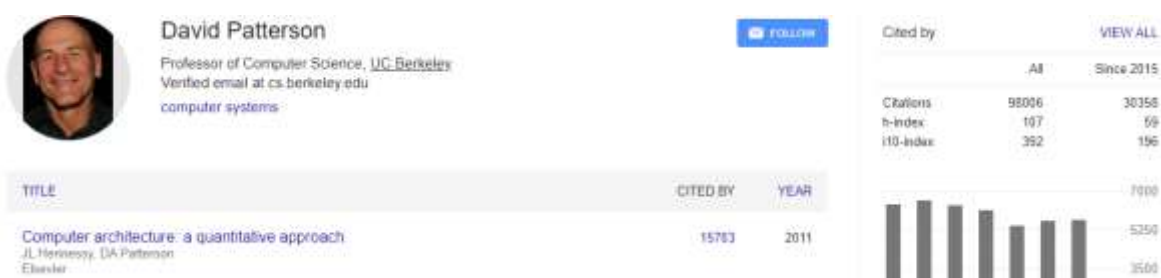 David Patterson
FOLLOW
Professor of Computer Science, UC Berkeley
Verified email at cs.berkeley.edu
computer systems
TITLE CITED BY YEAR
Computer architecture: a quantitative approach 15763 2011
JL Hennessy, DA Patterson
Elsevier
Cited by VIEW ALL
All Since 2015
Citations 98006 30358
h-index 107 59
i10-index 392 196
7000
5250
3500